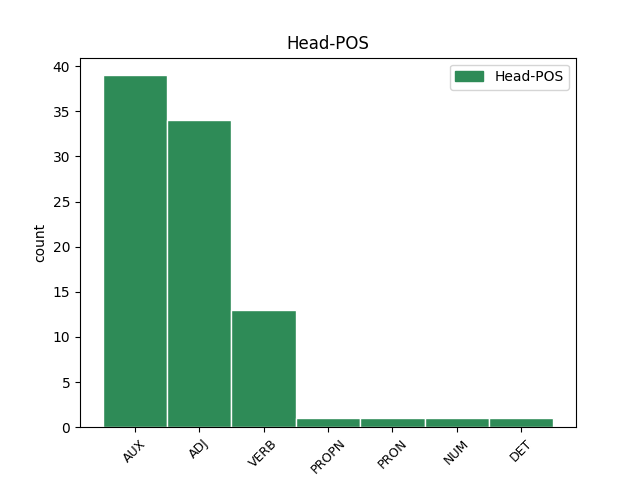 Head-POS
Head-POS
count
40
35
30
25
20
15
10
5
0
AUX
ADJ
VERB
PROPN
PRON
NUM
DET